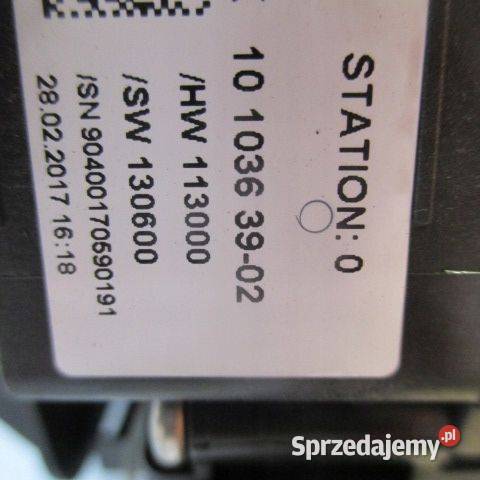 STATION: 0
10 1036 39-02
/HW 113000
/SW 130600
/SN 90400170590191
28.02.2017 16:18
Sprzedajemy.pl